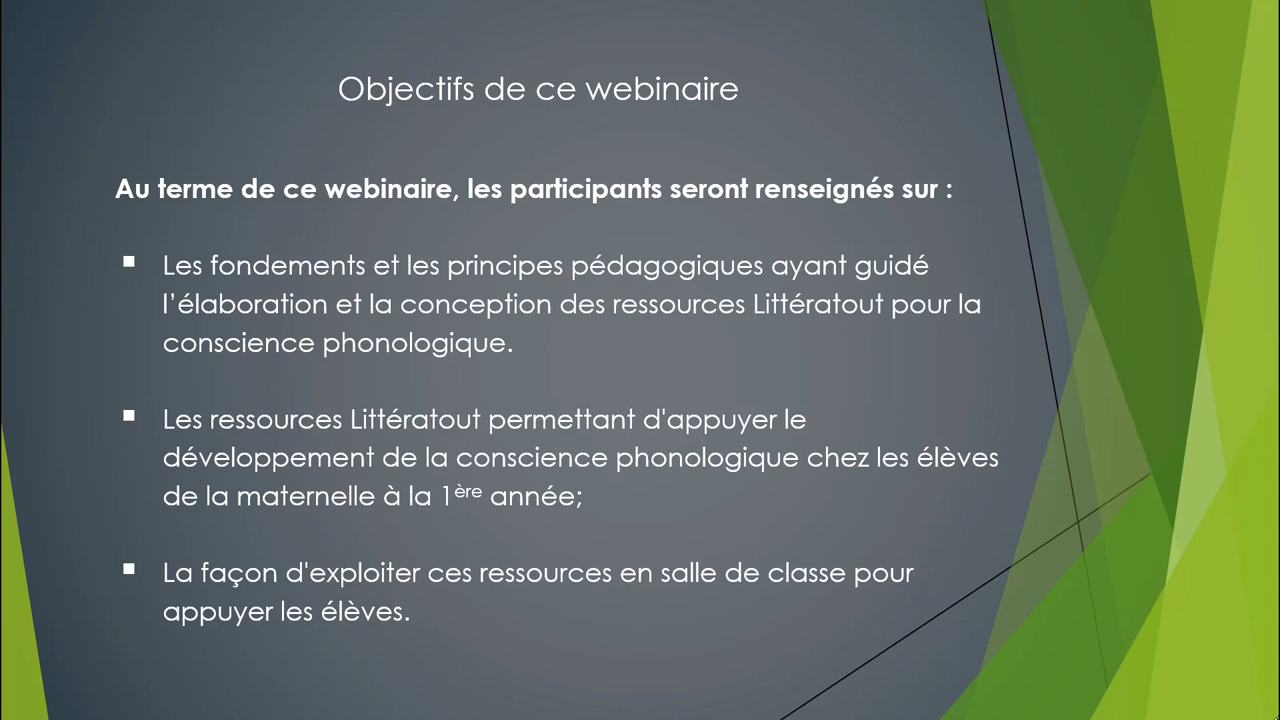 Objectifs de ce webinaire
Au terme de ce webinaire, les participants seront renseignés sur :
▪ Les fondements et les principes pédagogiques ayant guidé
l’élaboration et la conception des ressources Littératout pour la
conscience phonologique.
▪ Les ressources Littératout permettant d'appuyer le
développement de la conscience phonologique chez les élèves
de la maternelle à la 1ère année;
▪ La façon d'exploiter ces ressources en salle de classe pour
appuyer les élèves.